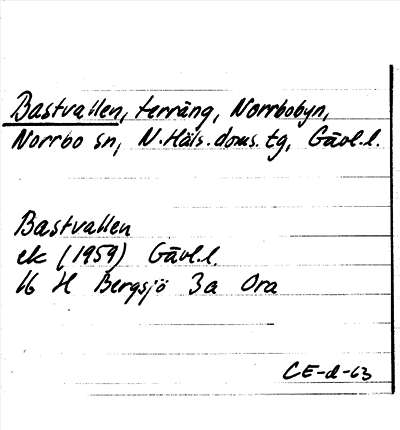 Bastvallen, terräng, Norrbobyn,
Norrbo sn, N.Häls.doms.tg, Gävl.l.
Bastvallen
ek (1959) Gävl.l.
16 H Bergsjö 3a Ora
CE-d-63